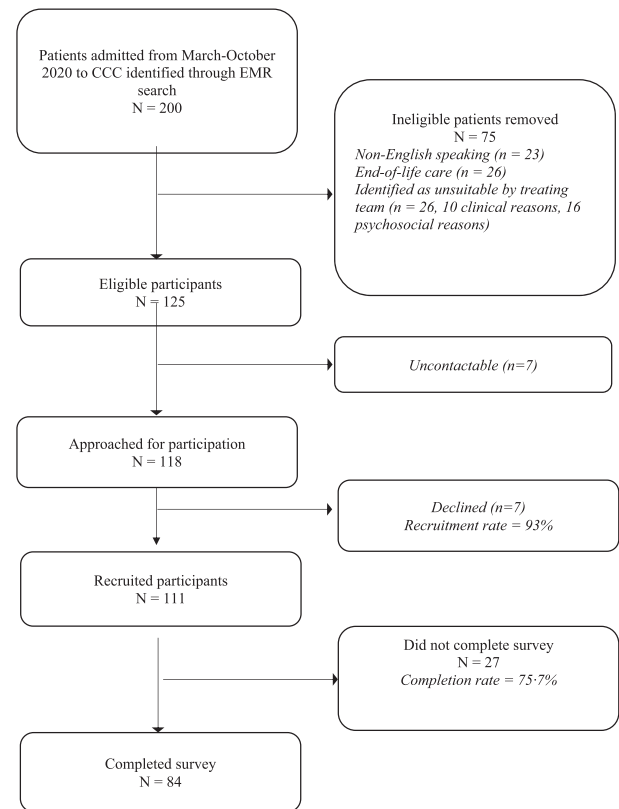 Patients admitted from March-October
2020 to CCC identified through EMR
search
N = 200
Ineligible patients removed
N = 75
Non-English speaking (n = 23)
End-of-life care (n = 26)
Identified as unsuitable by treating
team (n = 26, 10 clinical reasons, 16
psychosocial reasons)
Eligible participants
N = 125
Uncontactable (n=7)
Approached for participation
N = 118
Declined (n=7)
Recruitment rate = 93%
Recruited participants
N = 111
Did not complete survey
N = 27
Completion rate = 75·7%
Completed survey
N = 84